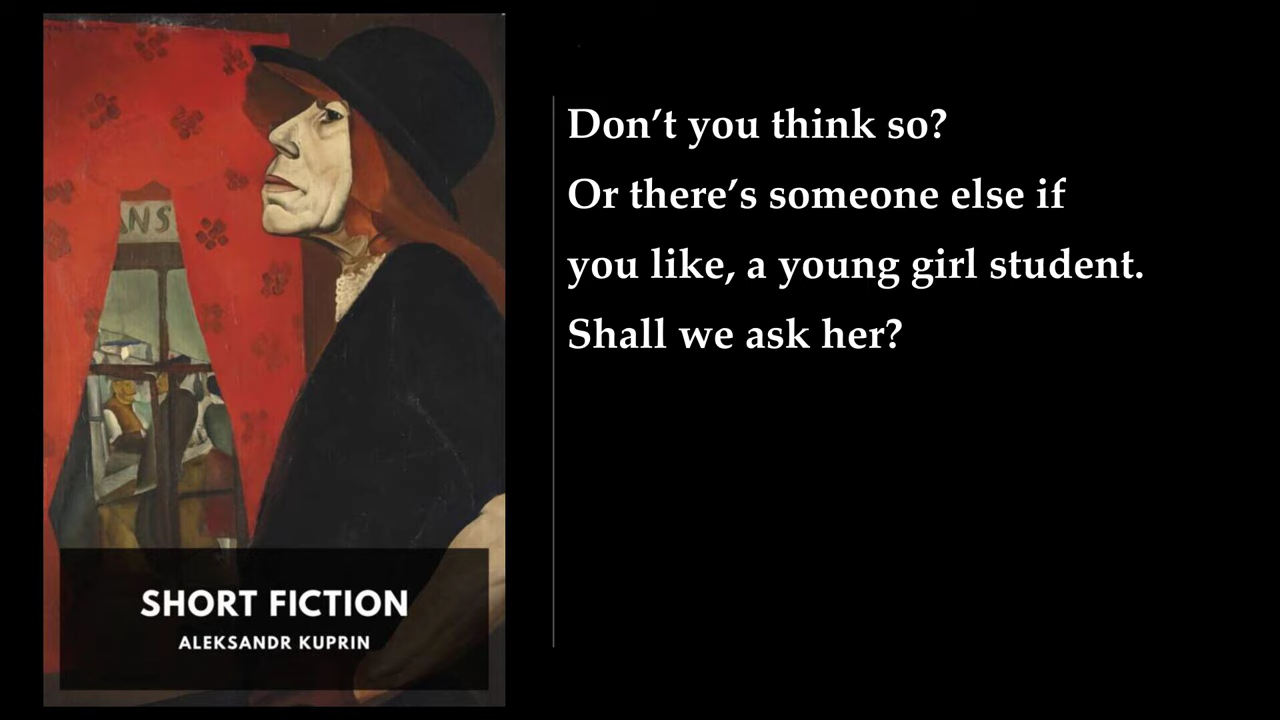 Don’t you think so?
Or there’s someone else if
you like, a young girl student.
Shall we ask her?
ANS
SHORT FICTION
ALEKSANDR KUPRIN